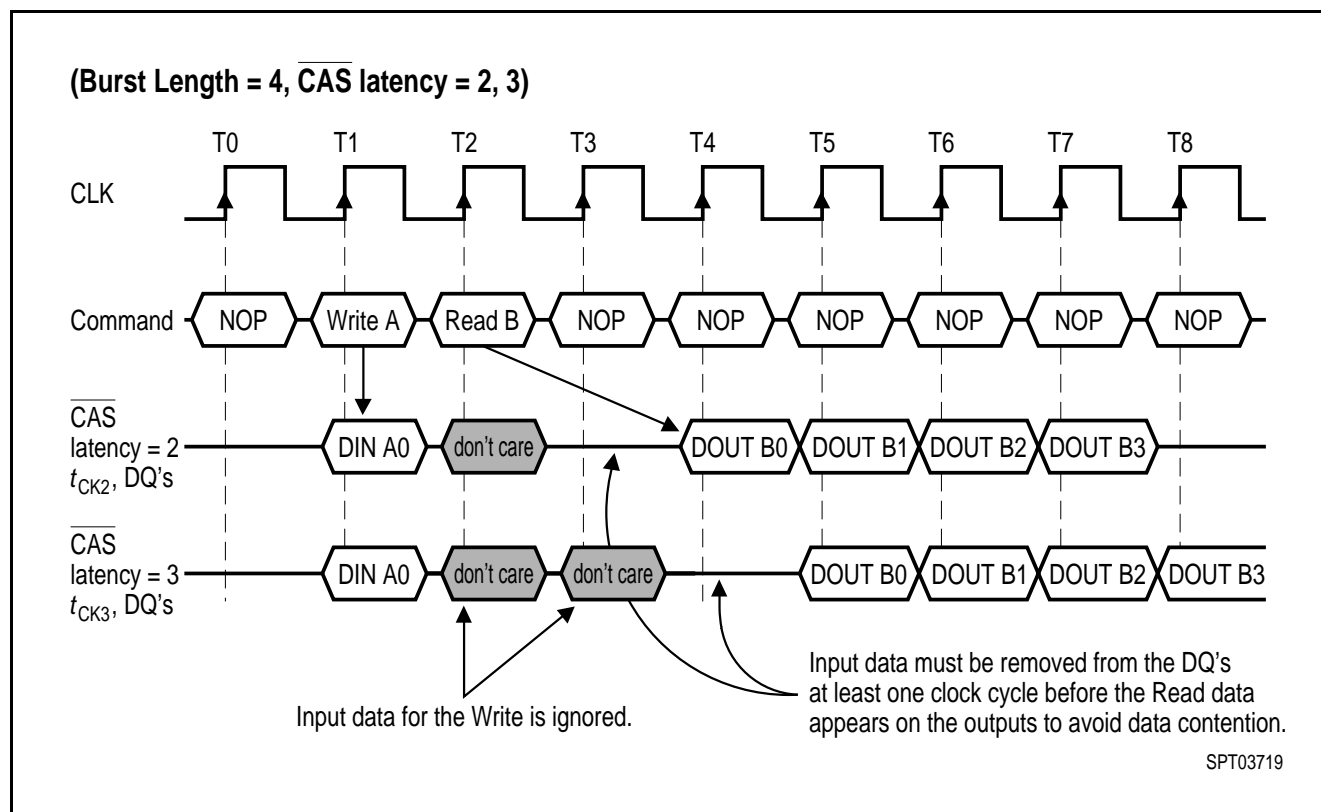 (Burst Length = 4, CAS latency = 2, 3)
T0 T1 T2 T3 T4 T5 T6 T7 T8
CLK
Command NOP Write A Read B NOP NOP NOP NOP NOP NOP
CAS
latency = 2
tCK2, DQ's
DIN A0 don't care DOUT B0 DOUT B1 DOUT B2 DOUT B3
CAS
latency = 3
tCK3, DQ's
DIN A0 don't care don't care DOUT B0 DOUT B1 DOUT B2 DOUT B3
Input data for the Write is ignored.
Input data must be removed from the DQ's
at least one clock cycle before the Read data
appears on the outputs to avoid data contention.
SPT03719